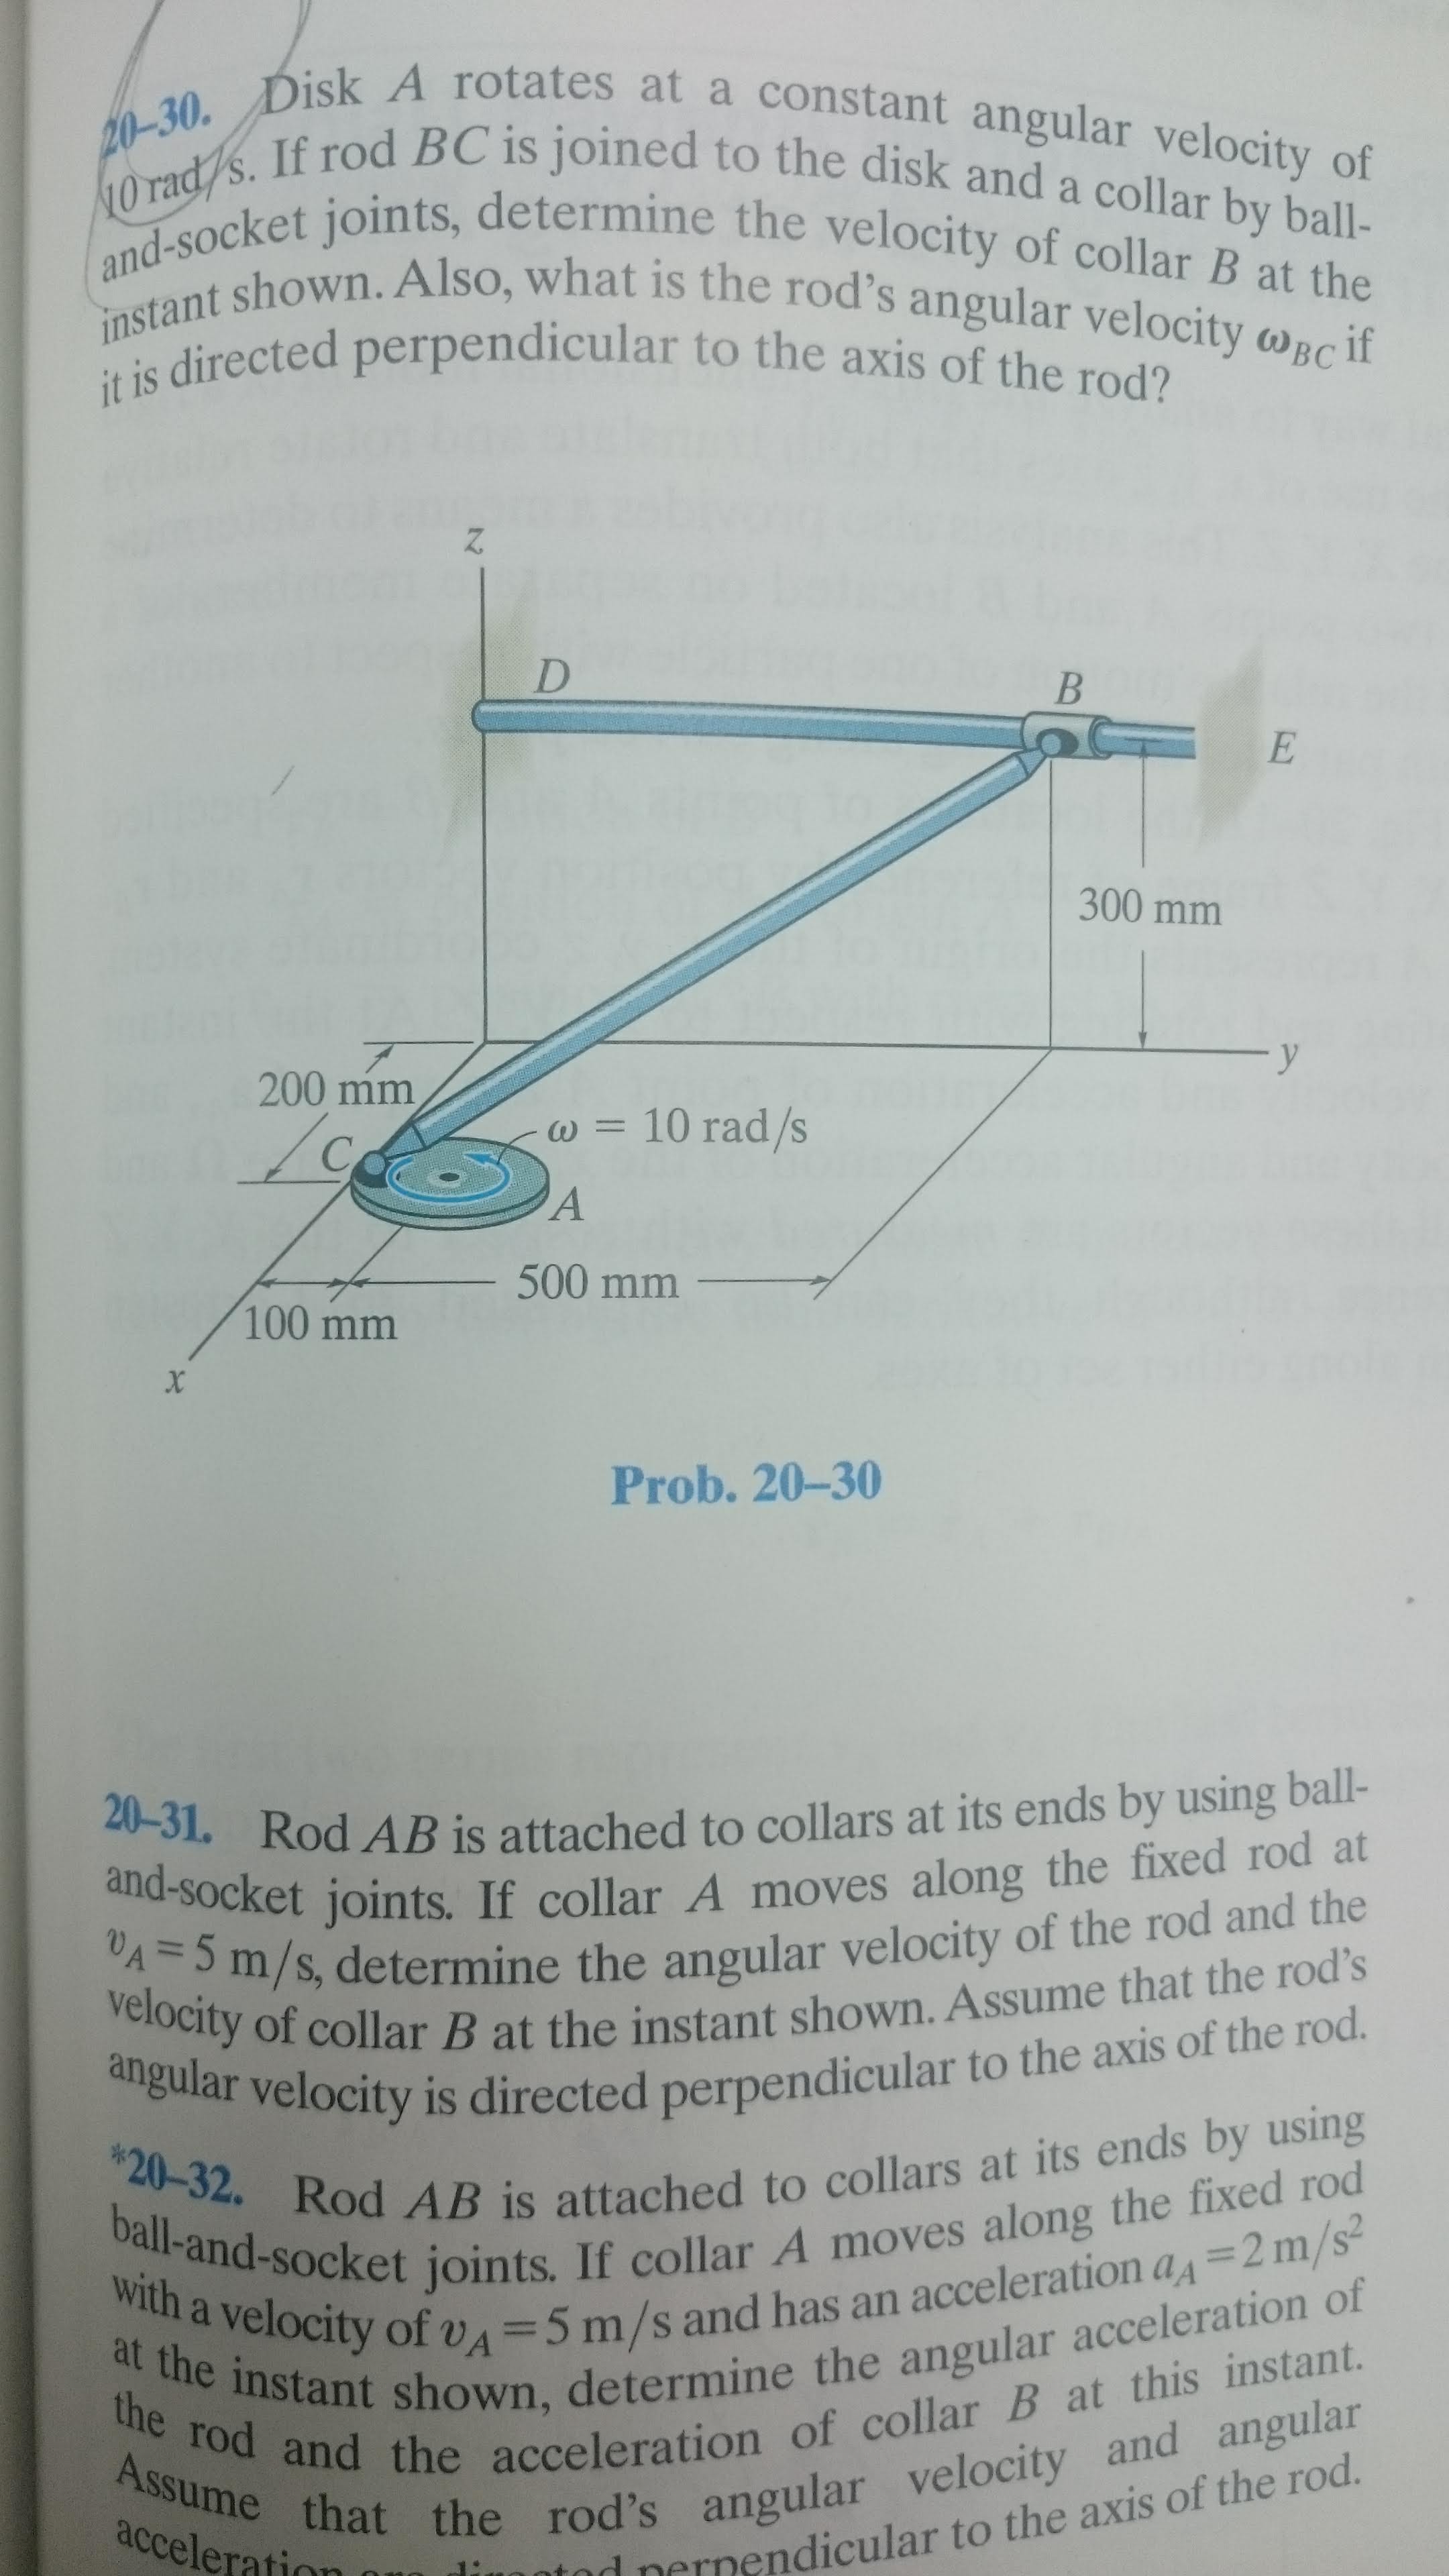 20–30. Disk A rotates at a constant angular velocity of
10 rad/s. If rod BC is joined to the disk and a collar by ball-
and-socket joints, determine the velocity of collar B at the
instant shown. Also, what is the rod's angular velocity ωBC if
it is directed perpendicular to the axis of the rod?
z
D
B
E
300 mm
y
200 mm
ω = 10 rad/s
C
A
500 mm
100 mm
x
Prob. 20–30
20–31. Rod AB is attached to collars at its ends by using ball-
and-socket joints. If collar A moves along the fixed rod at
vA = 5 m/s, determine the angular velocity of the rod and the
velocity of collar B at the instant shown. Assume that the rod's
angular velocity is directed perpendicular to the axis of the rod.
*20–32. Rod AB is attached to collars at its ends by using
ball-and-socket joints. If collar A moves along the fixed rod
with a velocity of vA = 5 m/s and has an acceleration aA = 2 m/s²
at the instant shown, determine the angular acceleration of
the rod and the acceleration of collar B at this instant.
Assume that the rod's angular velocity and angular
acceleration are directed perpendicular to the axis of the rod.